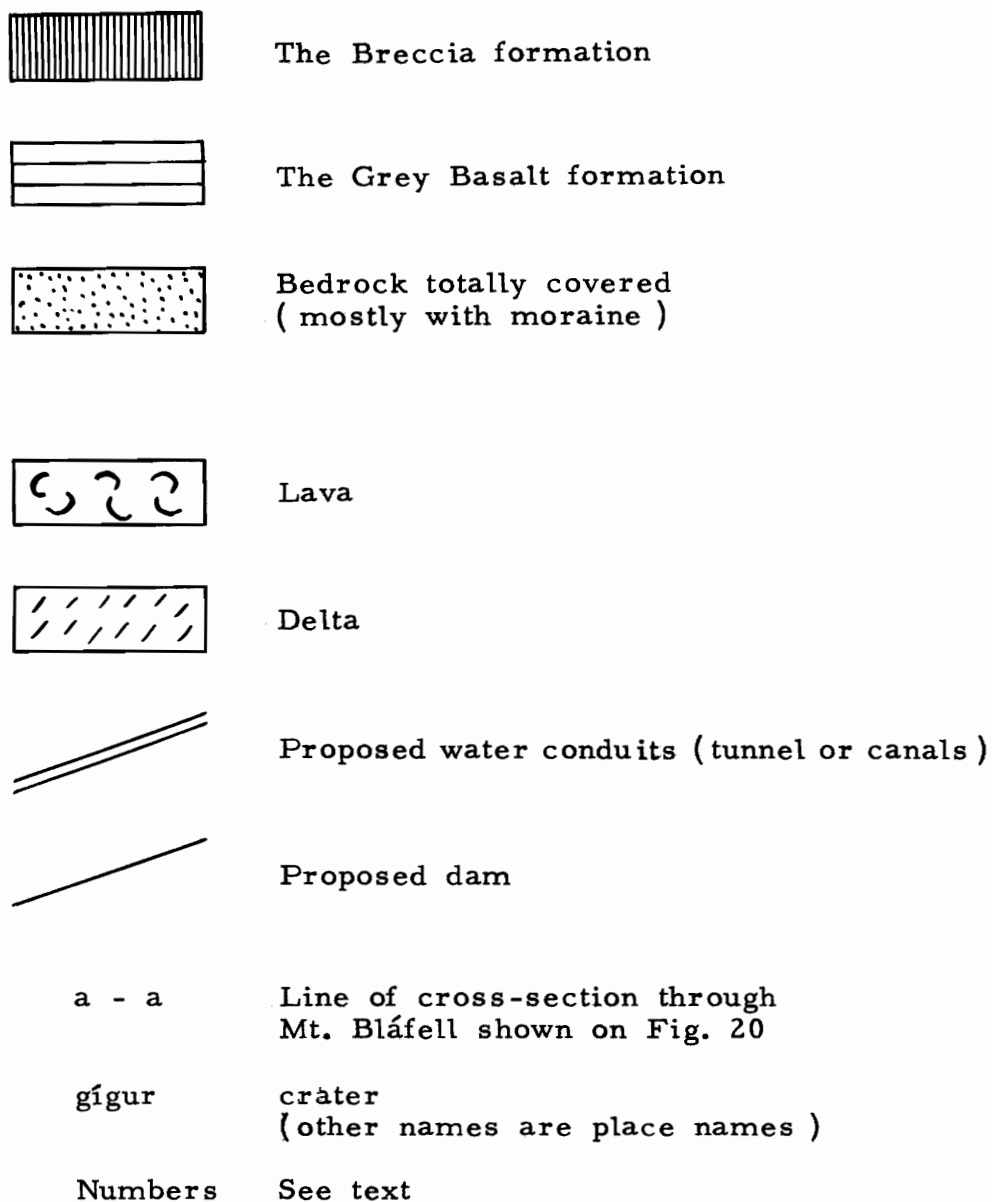 The Breccia formation
The Grey Basalt formation
Bedrock totally covered
( mostly with moraine )
Lava
Delta
Proposed water conduits ( tunnel or canals )
Proposed dam
a - a Line of cross-section through
Mt. Bláfell shown on Fig. 20
gígur crater
( other names are place names )
Numbers See text